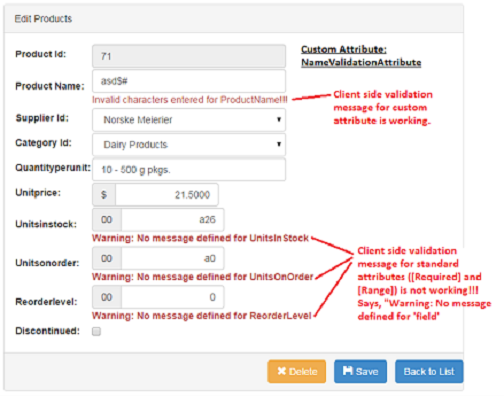 Edit Products
Product Id:
71
Custom Attribute:
NameValidationAttribute
Product Name:
asd$#
Invalid characters entered for ProductName!!!
Client side validation
message for custom
attribute is working.
Supplier Id:
Norske Meierier
Category Id:
Dairy Products
Quantityperunit:
10 - 500 g pkgs.
Unitprice:
$
21.5000
Unitsinstock:
00
a26
Warning: No message defined for UnitsInStock
Unitsonorder:
00
a0
Warning: No message defined for UnitsOnOrder
Client side validation
message for standard
attributes ([Required] and
[Range]) is not working!!!
Says, "Warning: No message
defined for 'field'
Reorderlevel:
00
0
Warning: No message defined for ReorderLevel
Discontinued:
Delete
Save
Back to List